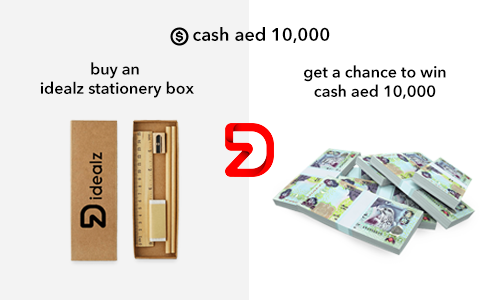 cash aed 10,000
buy an
idealz stationery box
idealz
get a chance to win
cash aed 10,000